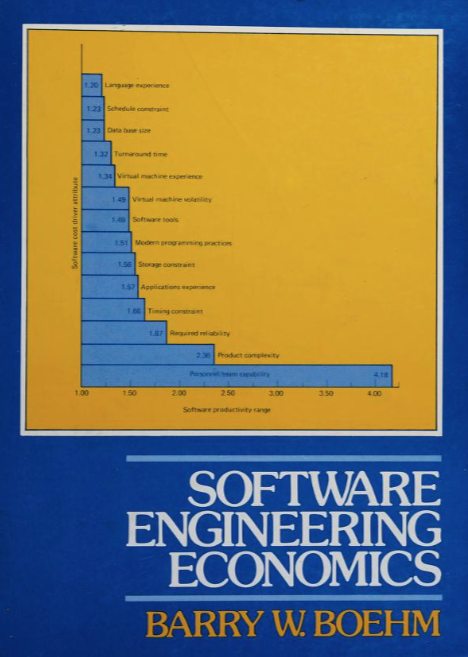 Software cost driver attribute
1.20 Language experience
1.23 Schedule constraint
1.23 Data base size
1.32 Turnaround time
1.34 Virtual machine experience
1.49 Virtual machine volatility
1.49 Software tools
1.51 Modern programming practices
1.56 Storage constraint
1.57 Applications experience
1.66 Timing constraint
1.87 Required reliability
2.36 Product complexity
Personnel/team capability 4.18
1.00 1.50 2.00 2.50 3.00 3.50 4.00
Software productivity range
SOFTWARE
ENGINEERING
ECONOMICS
BARRY W. BOEHM